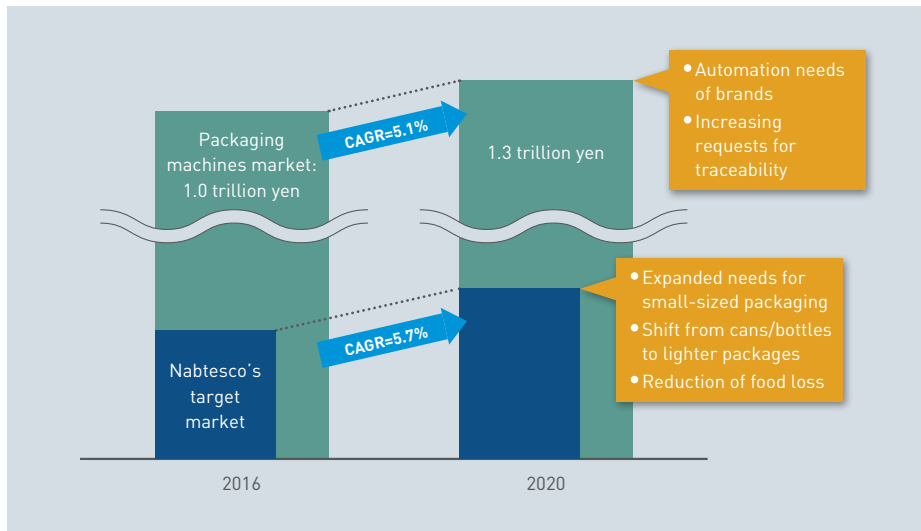 Packaging
machines market:
1.0 trillion yen
CAGR=5.1%
1.3 trillion yen
• Automation needs
of brands
• Increasing
requests for
traceability
Nabtesco's
target
market
CAGR=5.7%
• Expanded needs for
small-sized packaging
• Shift from cans/bottles
to lighter packages
• Reduction of food loss
2016
2020